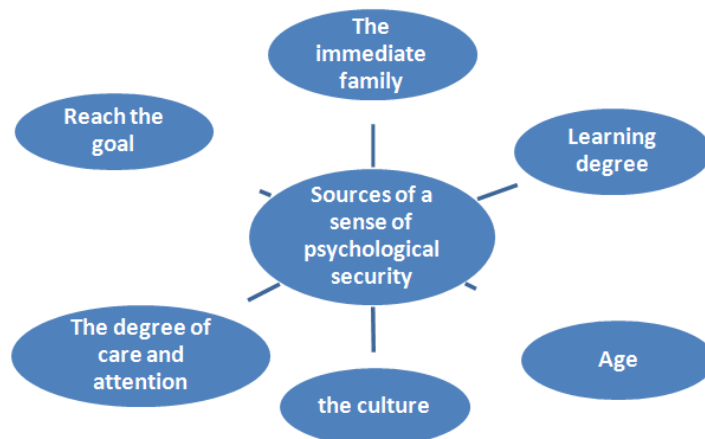 The
immediate
family
Reach the
goal
Learning
degree
Sources of a
sense of
psychological
security
The degree of
care and
attention
Age
the culture